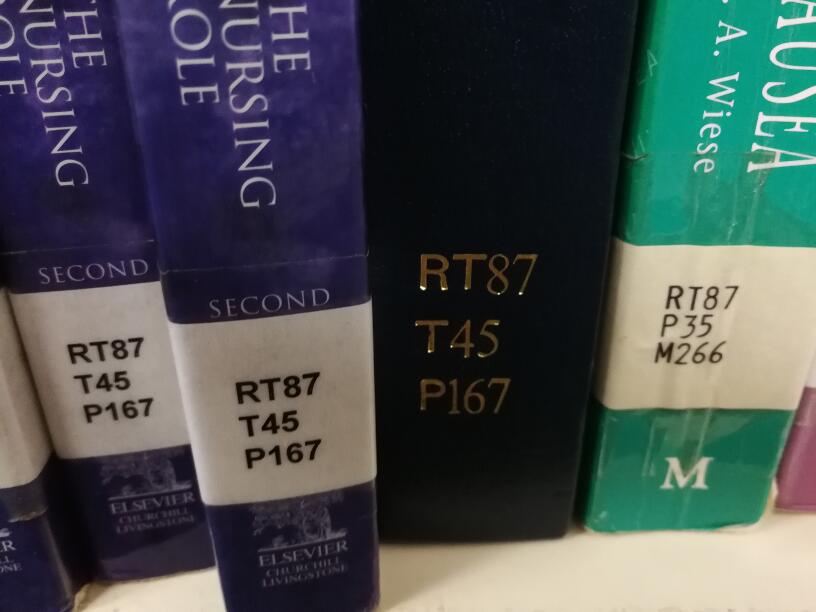 THE
NURSING
ROLE
SECOND
RT87
T45
P167
ELSEVIER
CHURCHILL
LIVINGSTONE
THE
NURSING
ROLE
SECOND
RT87
T45
P167
ELSEVIER
CHURCHILL
LIVINGSTONE
RT87
T45
P167
AUSEA
A. Wiese
RT87
P35
M266
M